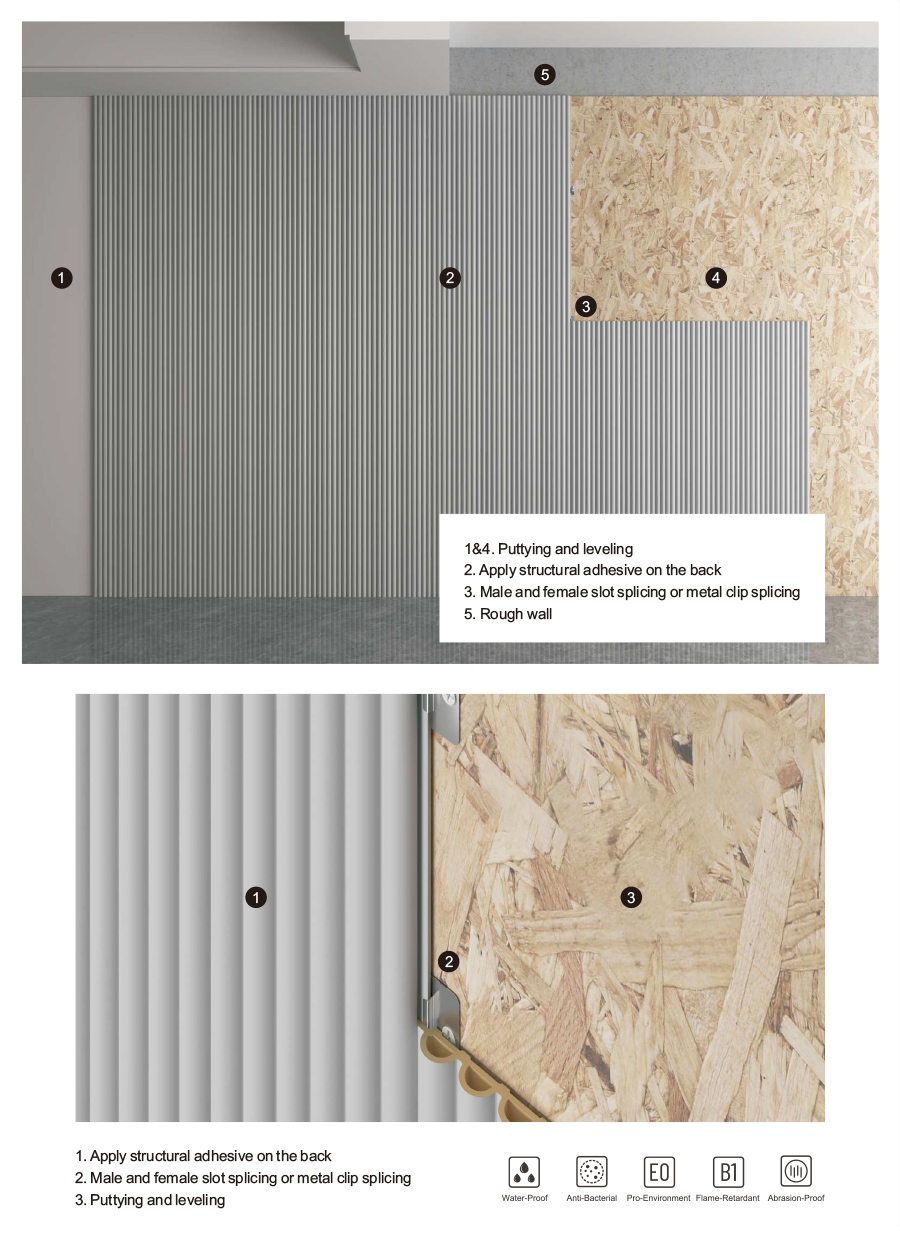 5
1
2
4
3
1&4. Puttying and leveling
2. Apply structural adhesive on the back
3. Male and female slot splicing or metal clip splicing
5. Rough wall
1
3
2
1. Apply structural adhesive on the back
2. Male and female slot splicing or metal clip splicing
3. Puttying and leveling
E0 B1
Water-Proof Anti-Bacterial Pro-Environment Flame-Retardant Abrasion-Proof